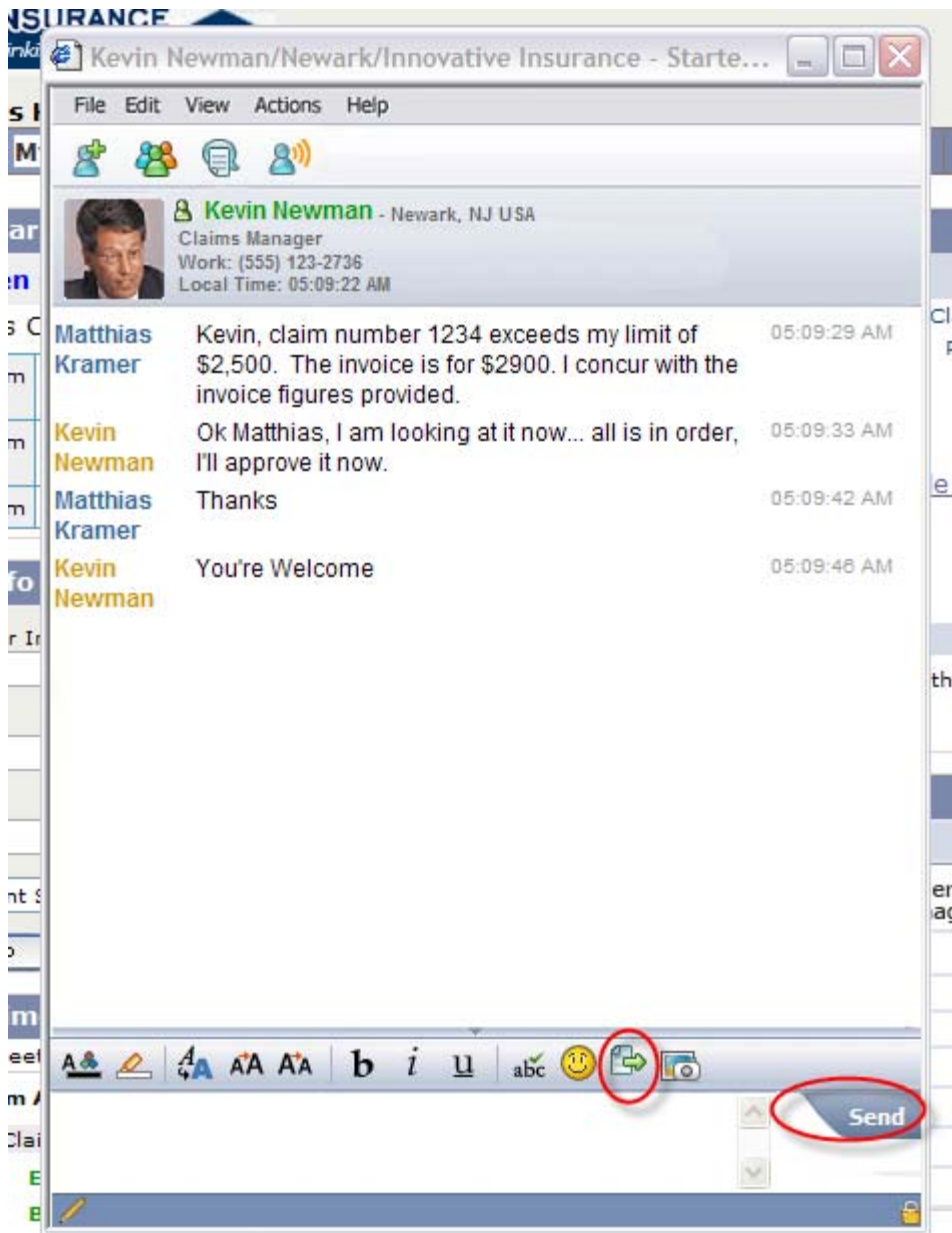 INSURANCE
Kevin Newman/Newark/Innovative Insurance - Starte...
File Edit View Actions Help
Kevin Newman - Newark, NJ USA
Claims Manager
Work: (555) 123-2736
Local Time: 05:09:22 AM
Matthias Kramer
Kevin, claim number 1234 exceeds my limit of 05:09:29 AM
$2,500. The invoice is for $2900. I concur with the
invoice figures provided.
Kevin Newman
Ok Matthias, I am looking at it now... all is in order, 05:09:33 AM
I'll approve it now.
Matthias Kramer
Thanks 05:09:42 AM
Kevin Newman
You're Welcome 05:09:46 AM
A A A A A A A b i u abc
Send